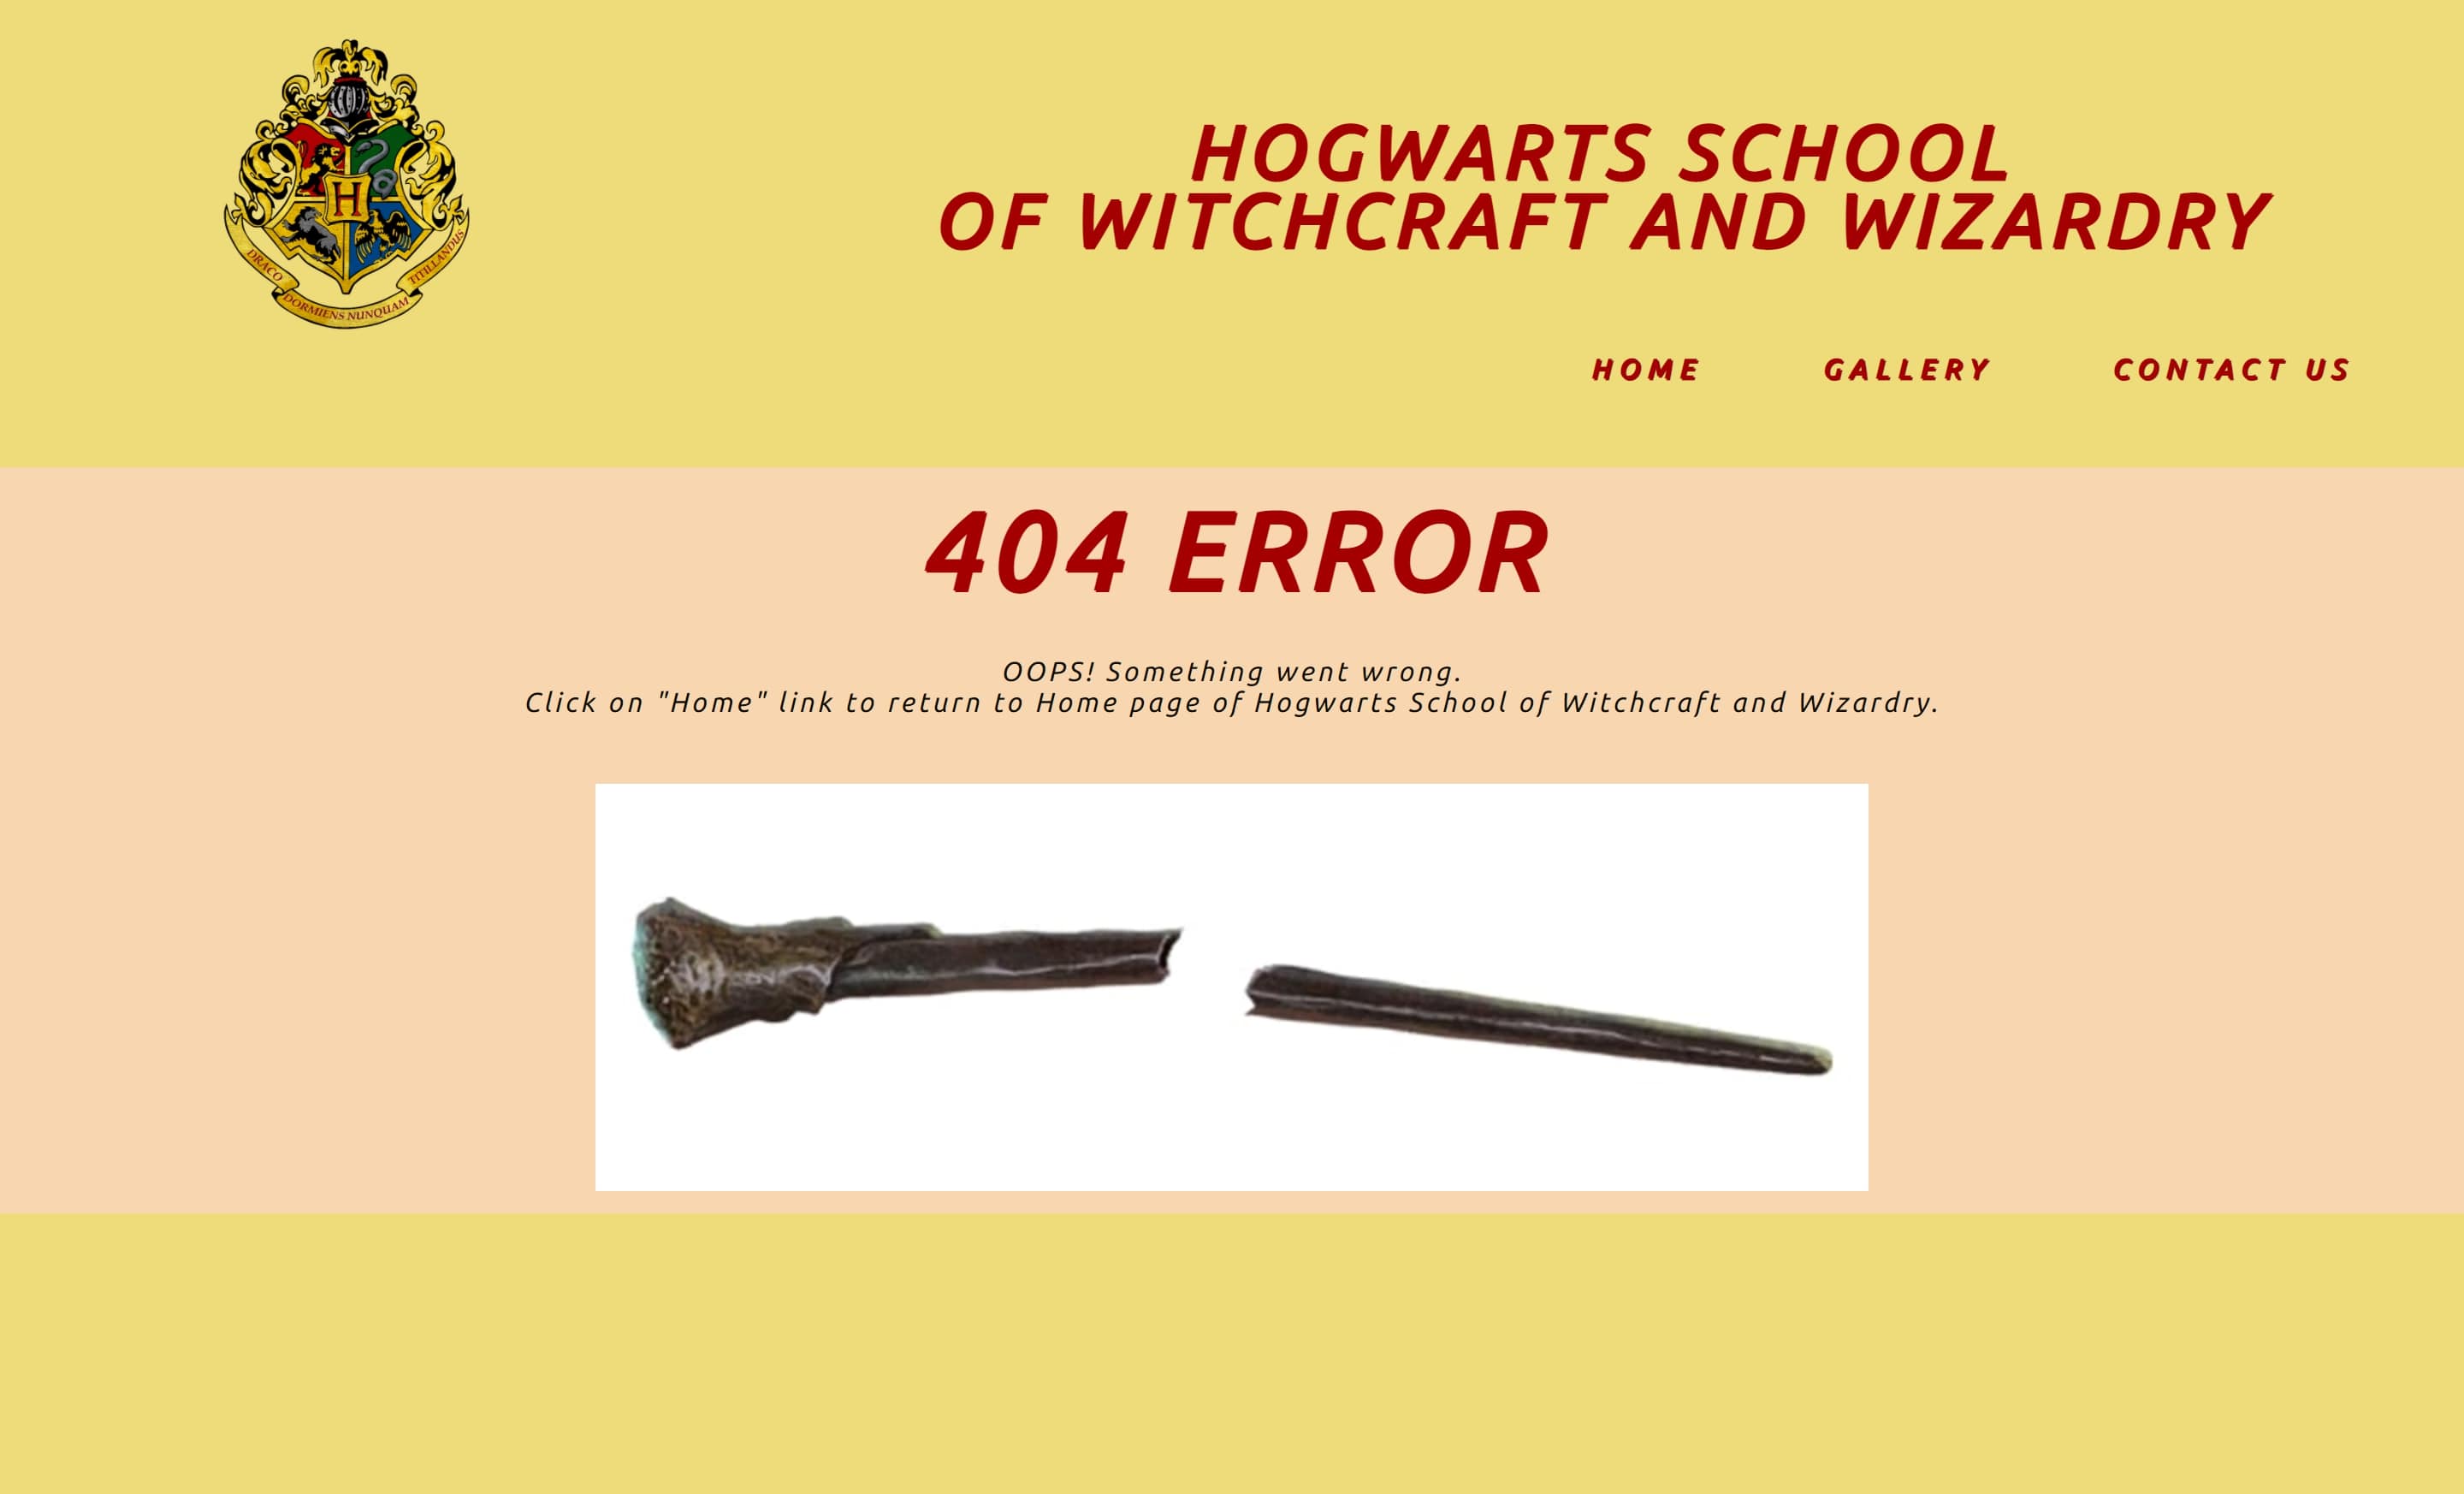 DRACO
DORMIENS NUNQUAM
TITILLANDUS
H
HOGWARTS SCHOOL
OF WITCHCRAFT AND WIZARDRY
HOME GALLERY CONTACT US
404 ERROR
OOPS! Something went wrong.
Click on "Home" link to return to Home page of Hogwarts School of Witchcraft and Wizardry.